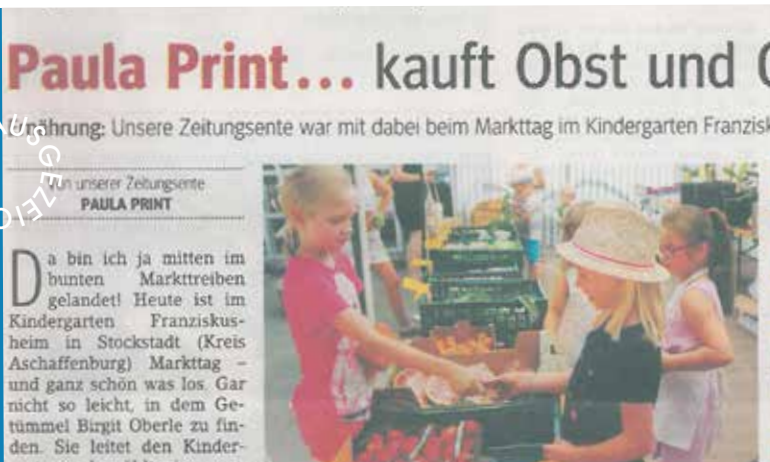 Paula Print... kauft Obst und
Ernährung: Unsere Zeitungsente war mit dabei beim Markttag im Kindergarten Franzisk
AUSGEZEI
Von unserer Zeitungsente
PAULA PRINT
Da bin ich ja mitten im
bunten Markttreiben
gelandet! Heute ist im
Kindergarten Franziskus-
heim in Stockstadt (Kreis
Aschaffenburg) Markttag –
und ganz schön was los. Gar
nicht so leicht, in dem Ge-
tümmel Birgit Oberle zu fin-
den. Sie leitet den Kinder-